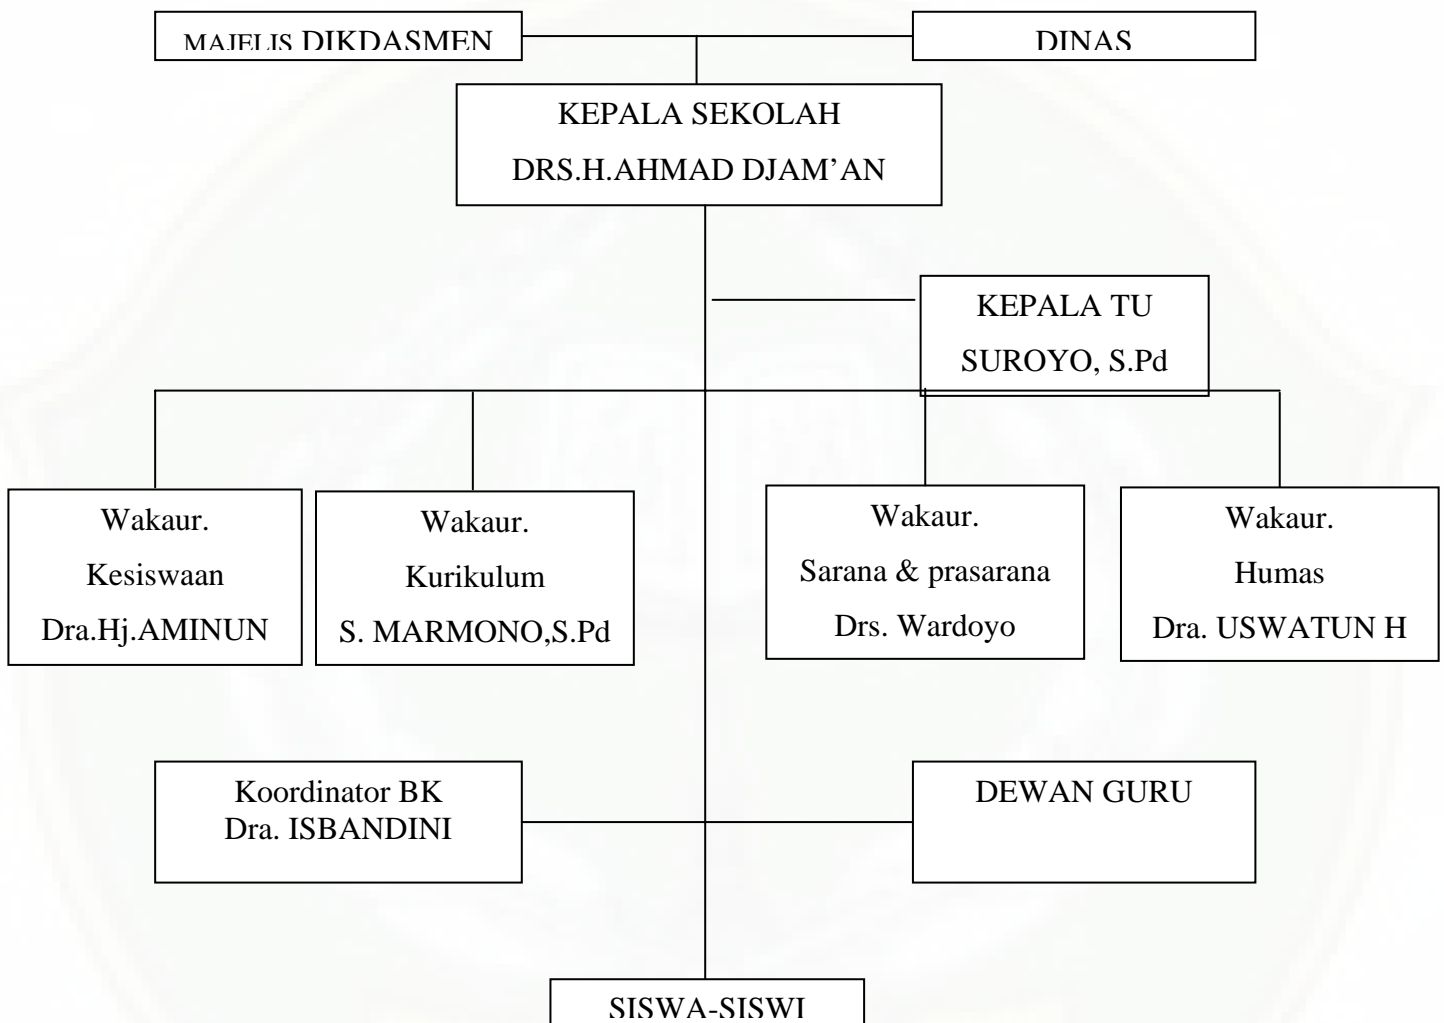 MAJELIS DIKDASMEN
DINAS
KEPALA SEKOLAH
DRS.H.AHMAD DJAM’AN
KEPALA TU
SUROYO, S.Pd
Wakaur.
Kesiswaan
Dra.Hj.AMINUN
Wakaur.
Kurikulum
S. MARMONO,S.Pd
Wakaur.
Sarana & prasarana
Drs. Wardoyo
Wakaur.
Humas
Dra. USWATUN H
Koordinator BK
Dra. ISBANDINI
DEWAN GURU
SISWA-SISWI